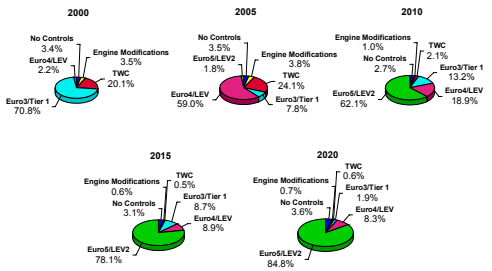 2000
No Controls
3.4%
Engine Modifications
3.5%
Euro4/LEV
2.2%
TWC
20.1%
Euro3/Tier 1
70.8%
2005
No Controls
3.5%
Engine Modifications
3.8%
Euro5/LEV2
1.8%
TWC
24.1%
Euro4/LEV
59.0%
Euro3/Tier 1
7.8%
2010
Engine Modifications
1.0%
TWC
2.1%
No Controls
2.7%
Euro3/Tier 1
13.2%
Euro5/LEV2
62.1%
Euro4/LEV
18.9%
2015
Engine Modifications
0.6%
TWC
0.5%
No Controls
3.1%
Euro3/Tier 1
8.7%
Euro4/LEV
8.9%
Euro5/LEV2
78.1%
2020
Engine Modifications
0.7%
TWC
0.6%
No Controls
3.6%
Euro3/Tier 1
1.9%
Euro4/LEV
8.3%
Euro5/LEV2
84.8%